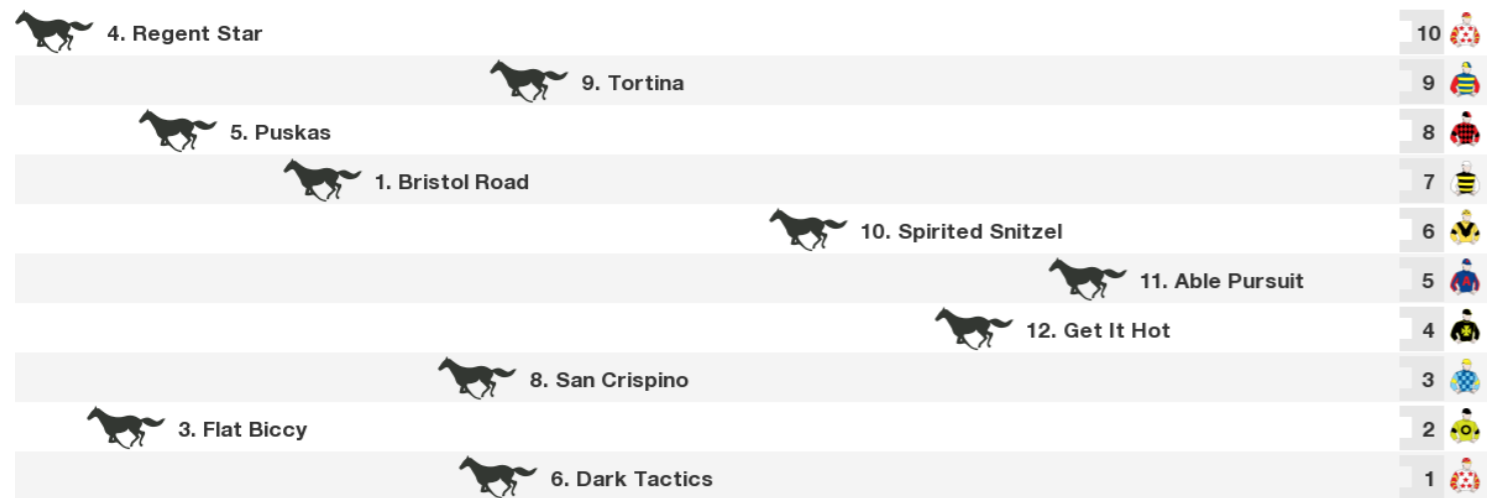 4. Regent Star 10
9. Tortina 9
5. Puskas 8
1. Bristol Road 7
10. Spirited Snitzel 6
11. Able Pursuit 5
A
12. Get It Hot 4
8. San Crispino 3
3. Flat Biccy 2
6. Dark Tactics 1